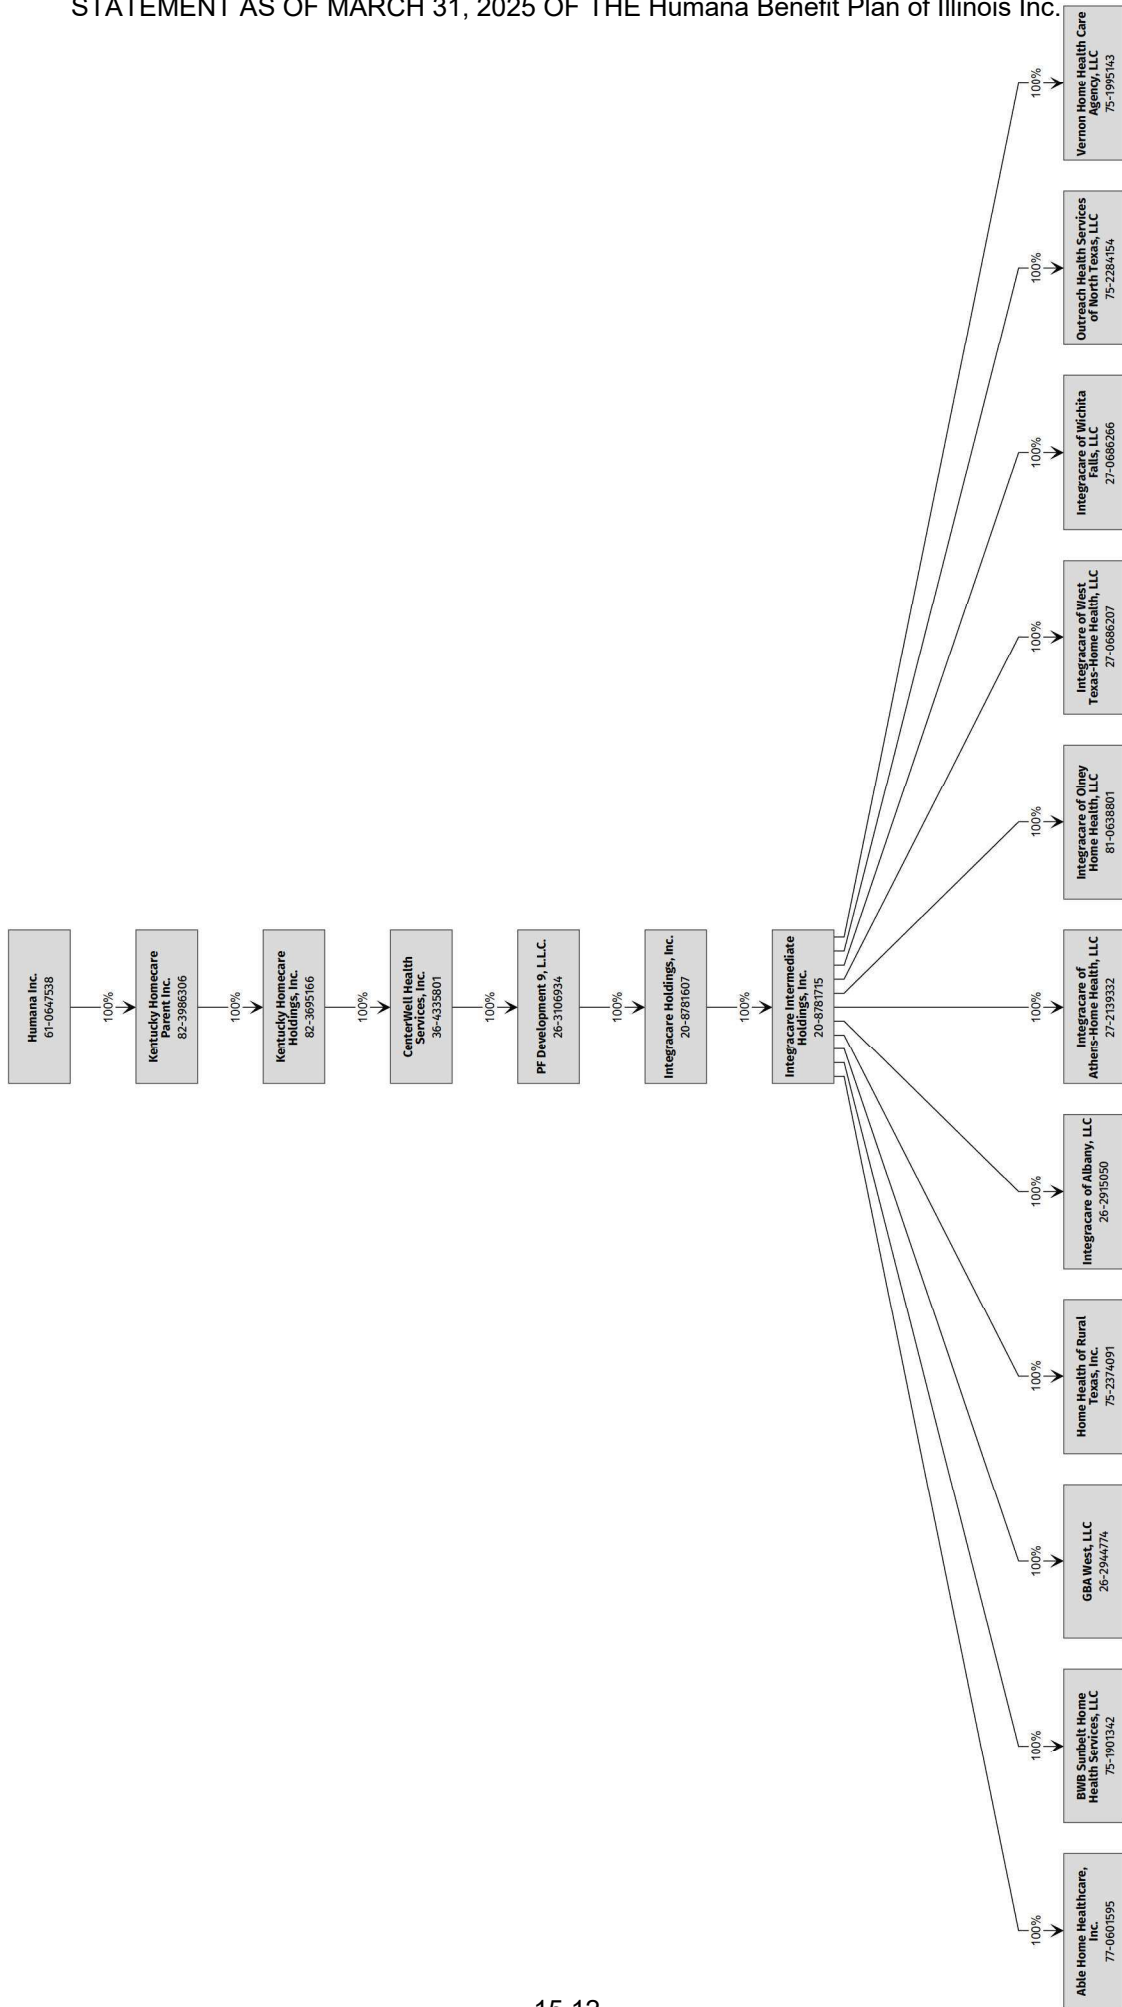 STATEMENT AS OF MARCH 31, 2025 OF THE Humana Benefit Plan of Illinois Inc.
Humana Inc.
61-0647538
100%
Kentucky Homecare
Parent Inc.
82-3986306
100%
Kentucky Homecare
Holdings, Inc.
82-3695166
100%
CenterWell Health
Services, Inc.
36-4335801
100%
PF Development 9, L.L.C.
26-3106934
100%
Integracare Holdings, Inc.
20-8781607
100%
Integracare Intermediate
Holdings, Inc.
20-8781715
100%
Able Home Healthcare,
Inc.
77-0601595
100%
BWB Sunbelt Home
Health Services, LLC
75-1901342
100%
GBA West, LLC
26-2944774
100%
Home Health of Rural
Texas, Inc.
75-2374091
100%
Integracare of Albany, LLC
26-2915050
100%
Integracare of
Athens-Home Health, LLC
27-2139332
100%
Integracare of Olney
Home Health, LLC
81-0638801
100%
Integracare of West
Texas-Home Health, LLC
27-0686207
100%
Integracare of Wichita
Falls, LLC
27-0686266
100%
Outreach Health Services
of North Texas, LLC
75-2284154
100%
Vernon Home Health Care
Agency, LLC
75-1995143
15.12